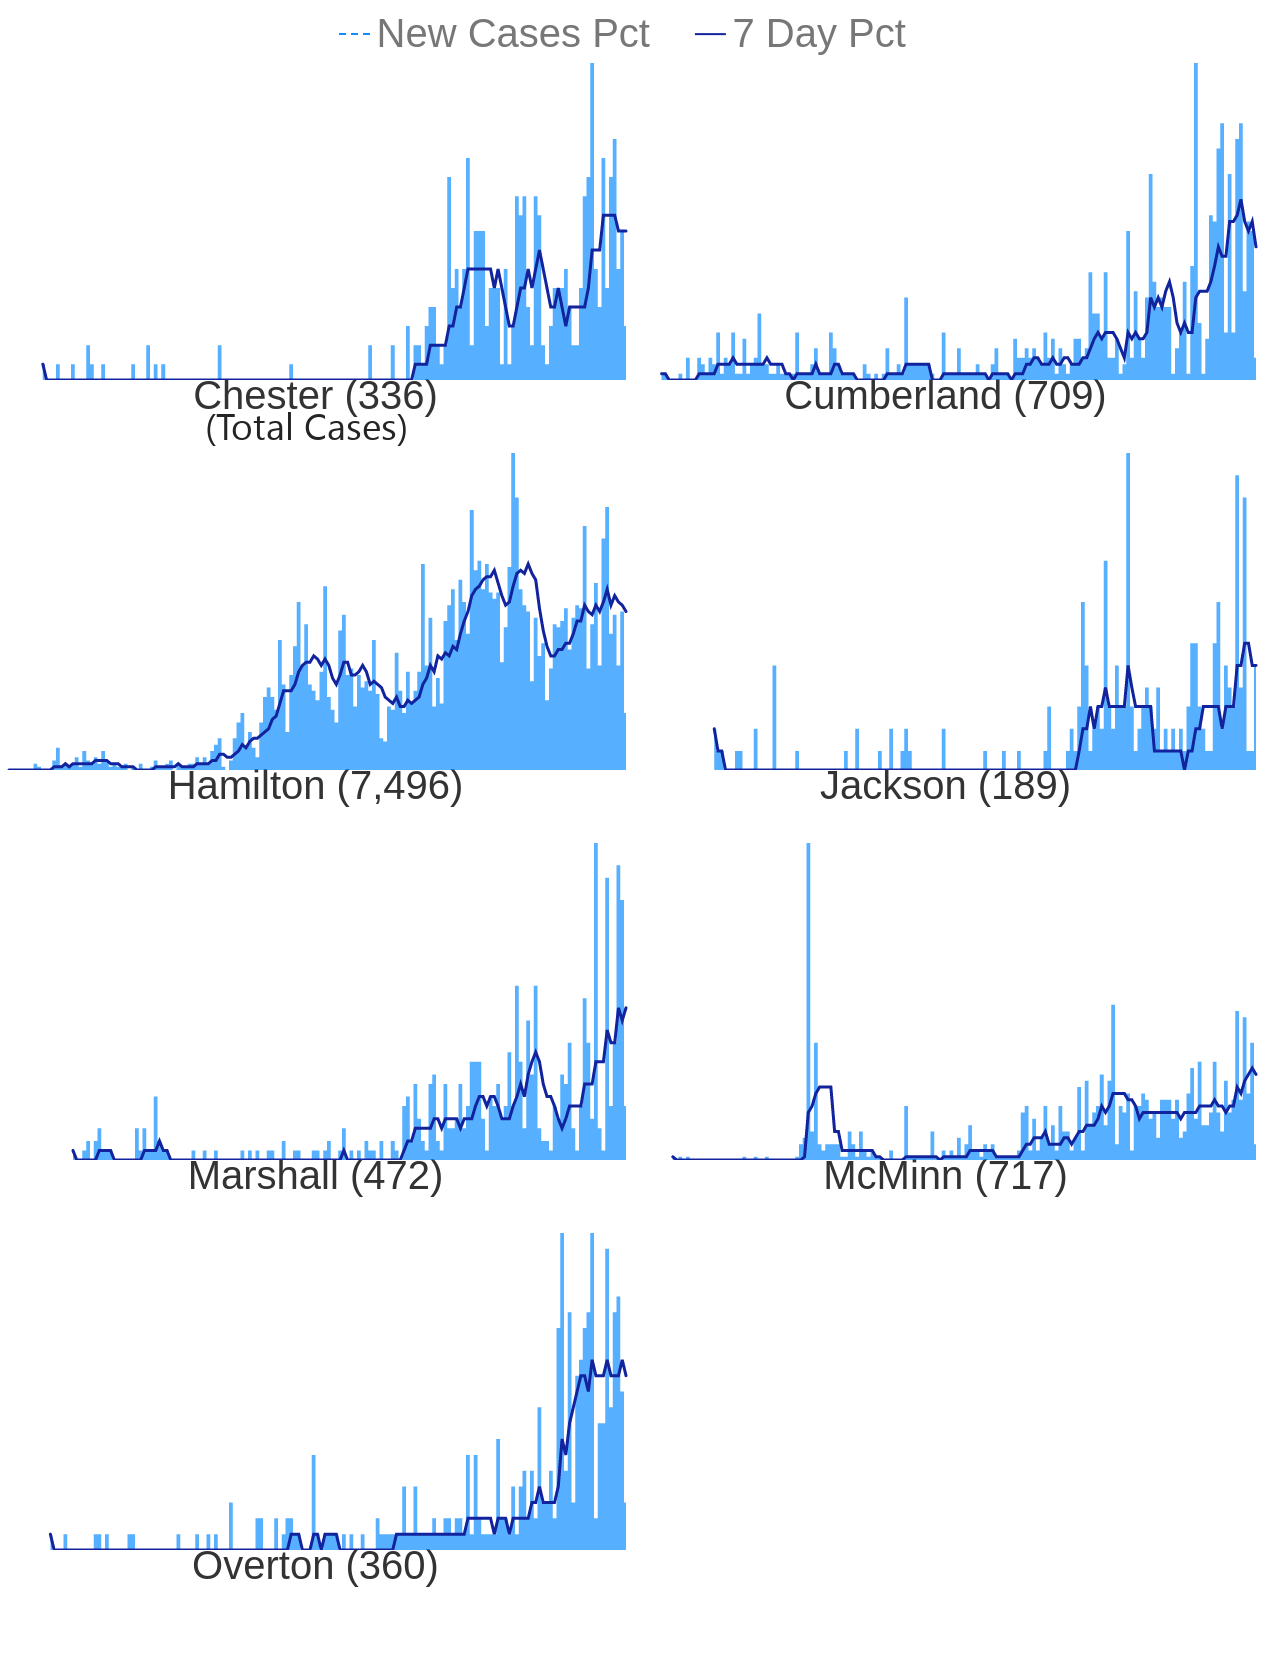 New Cases Pct 7 Day Pct
Chester (336)
(Total Cases)
Cumberland (709)
Hamilton (7,496)
Jackson (189)
Marshall (472)
McMinn (717)
Overton (360)